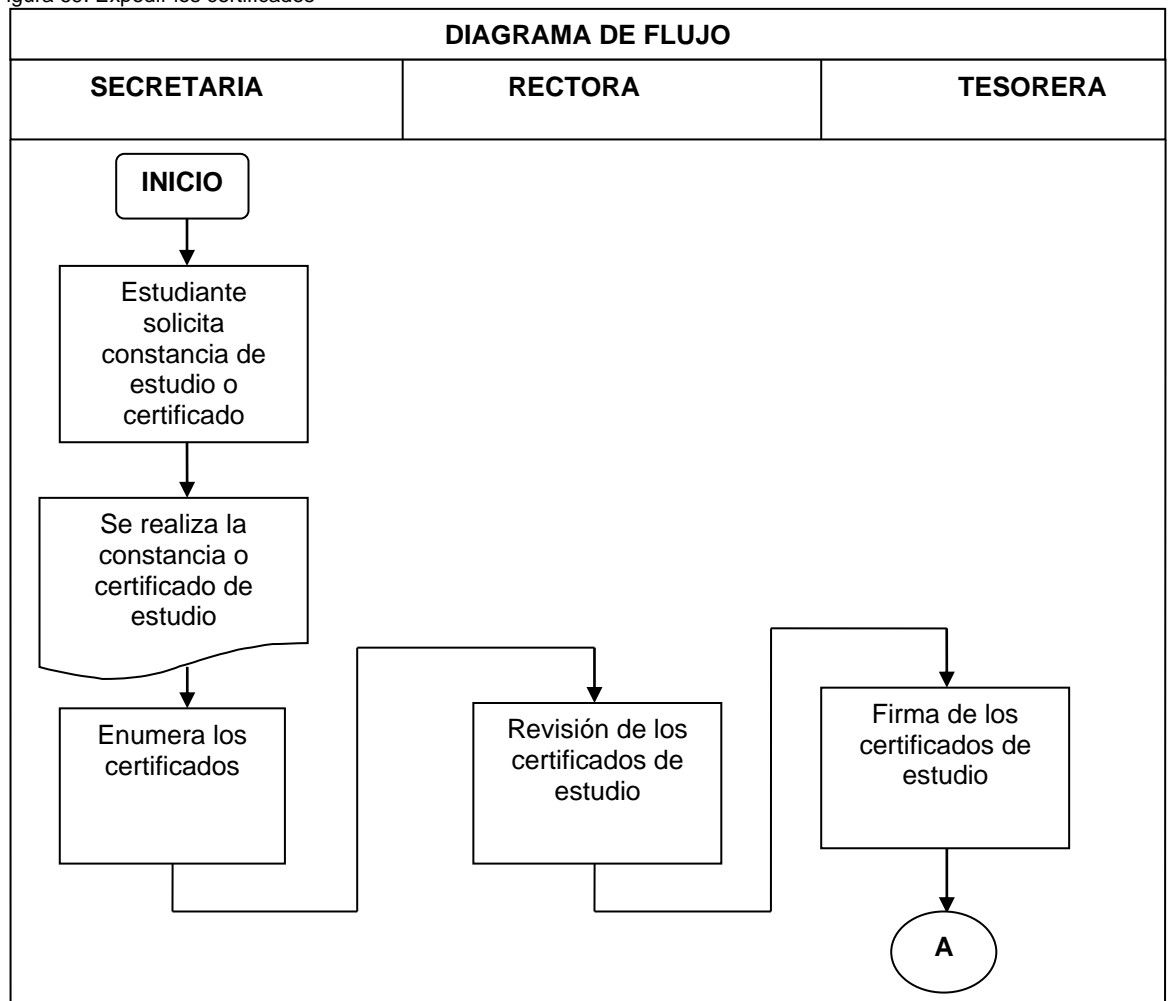 DIAGRAMA DE FLUJO
SECRETARIA
RECTORA
TESORERA
INICIO
Estudiante
solicita
constancia de
estudio o
certificado
Se realiza la
constancia o
certificado de
estudio
Enumera los
certificados
Revisión de los
certificados de
estudio
Firma de los
certificados de
estudio
A